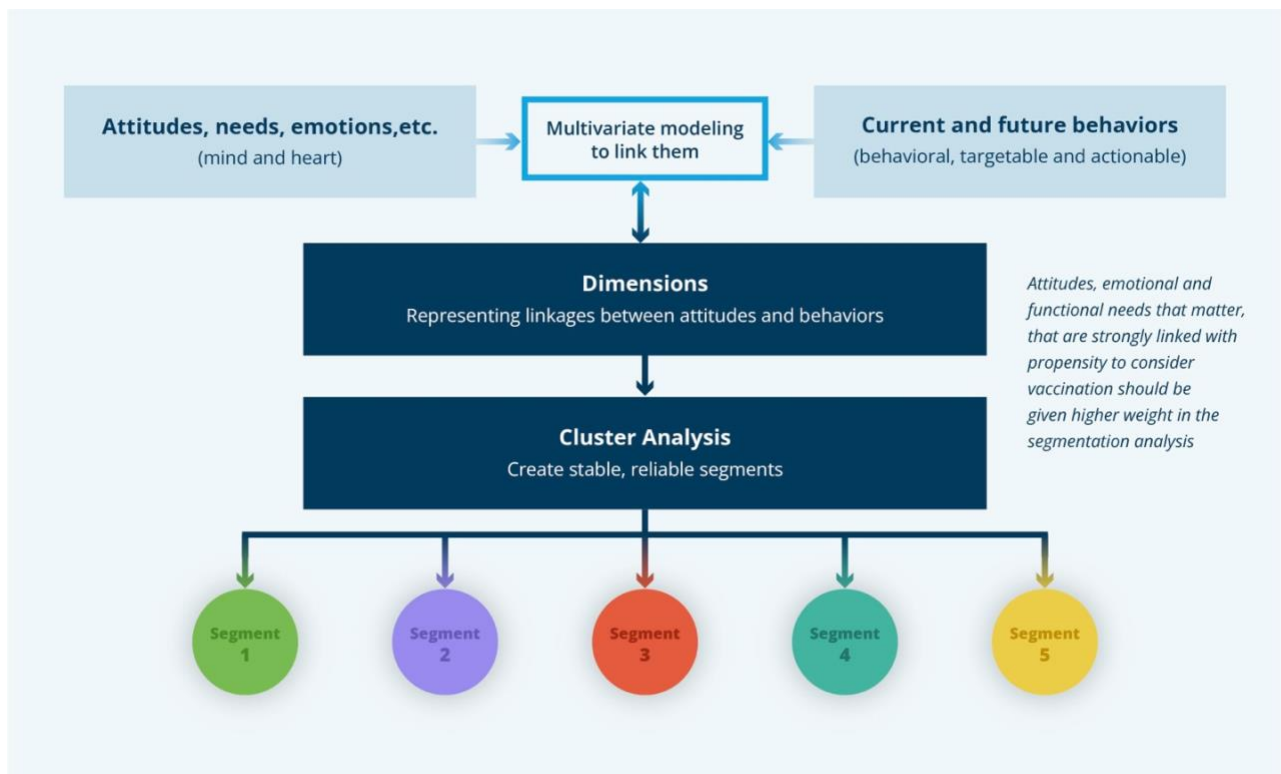 Attitudes, needs, emotions,etc.
(mind and heart)
Multivariate modeling
to link them
Current and future behaviors
(behavioral, targetable and actionable)
Dimensions
Representing linkages between attitudes and behaviors
Attitudes, emotional and
functional needs that matter,
that are strongly linked with
propensity to consider
vaccination should be
given higher weight in the
segmentation analysis
Cluster Analysis
Create stable, reliable segments
Segment
1
Segment
2
Segment
3
Segment
4
Segment
5